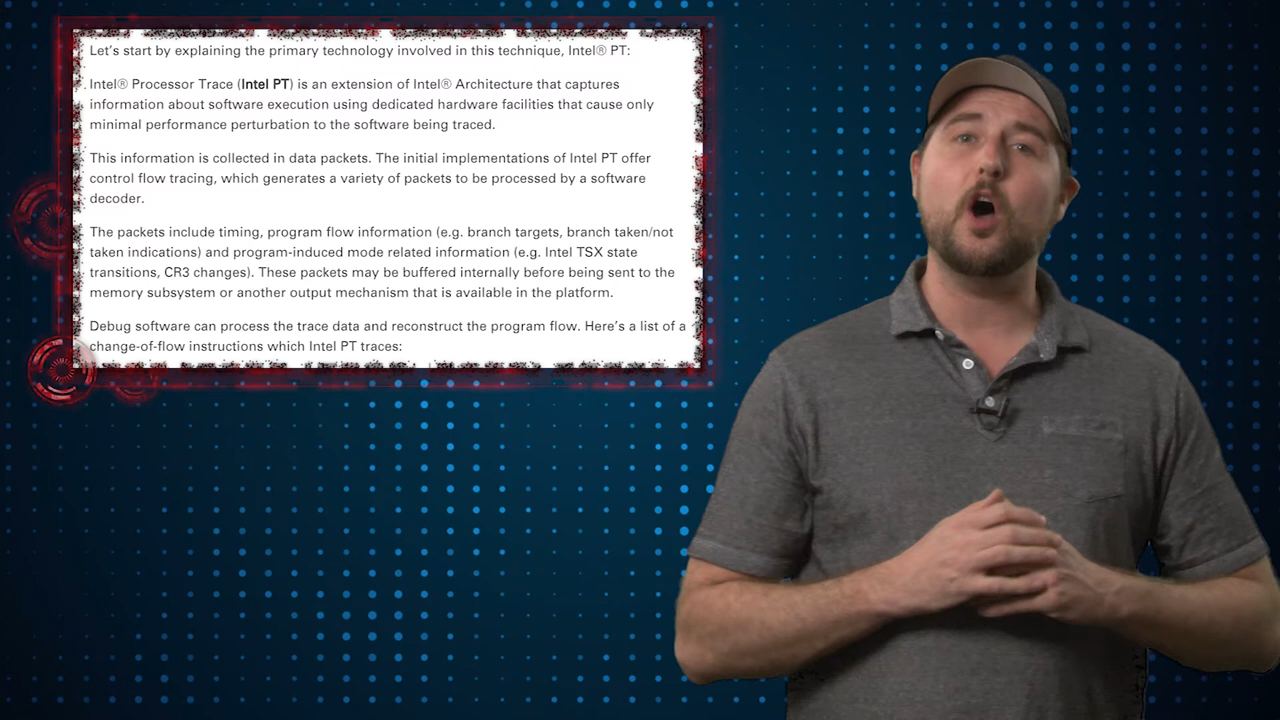 Let's start by explaining the primary technology involved in this technique, Intel® PT:
Intel® Processor Trace (Intel PT) is an extension of Intel® Architecture that captures
information about software execution using dedicated hardware facilities that cause only
minimal performance perturbation to the software being traced.
This information is collected in data packets. The initial implementations of Intel PT offer
control flow tracing, which generates a variety of packets to be processed by a software
decoder.
The packets include timing, program flow information (e.g. branch targets, branch taken/not
taken indications) and program-induced mode related information (e.g. Intel TSX state
transitions, CR3 changes). These packets may be buffered internally before being sent to the
memory subsystem or another output mechanism that is available in the platform.
Debug software can process the trace data and reconstruct the program flow. Here's a list of a
change-of-flow instructions which Intel PT traces: